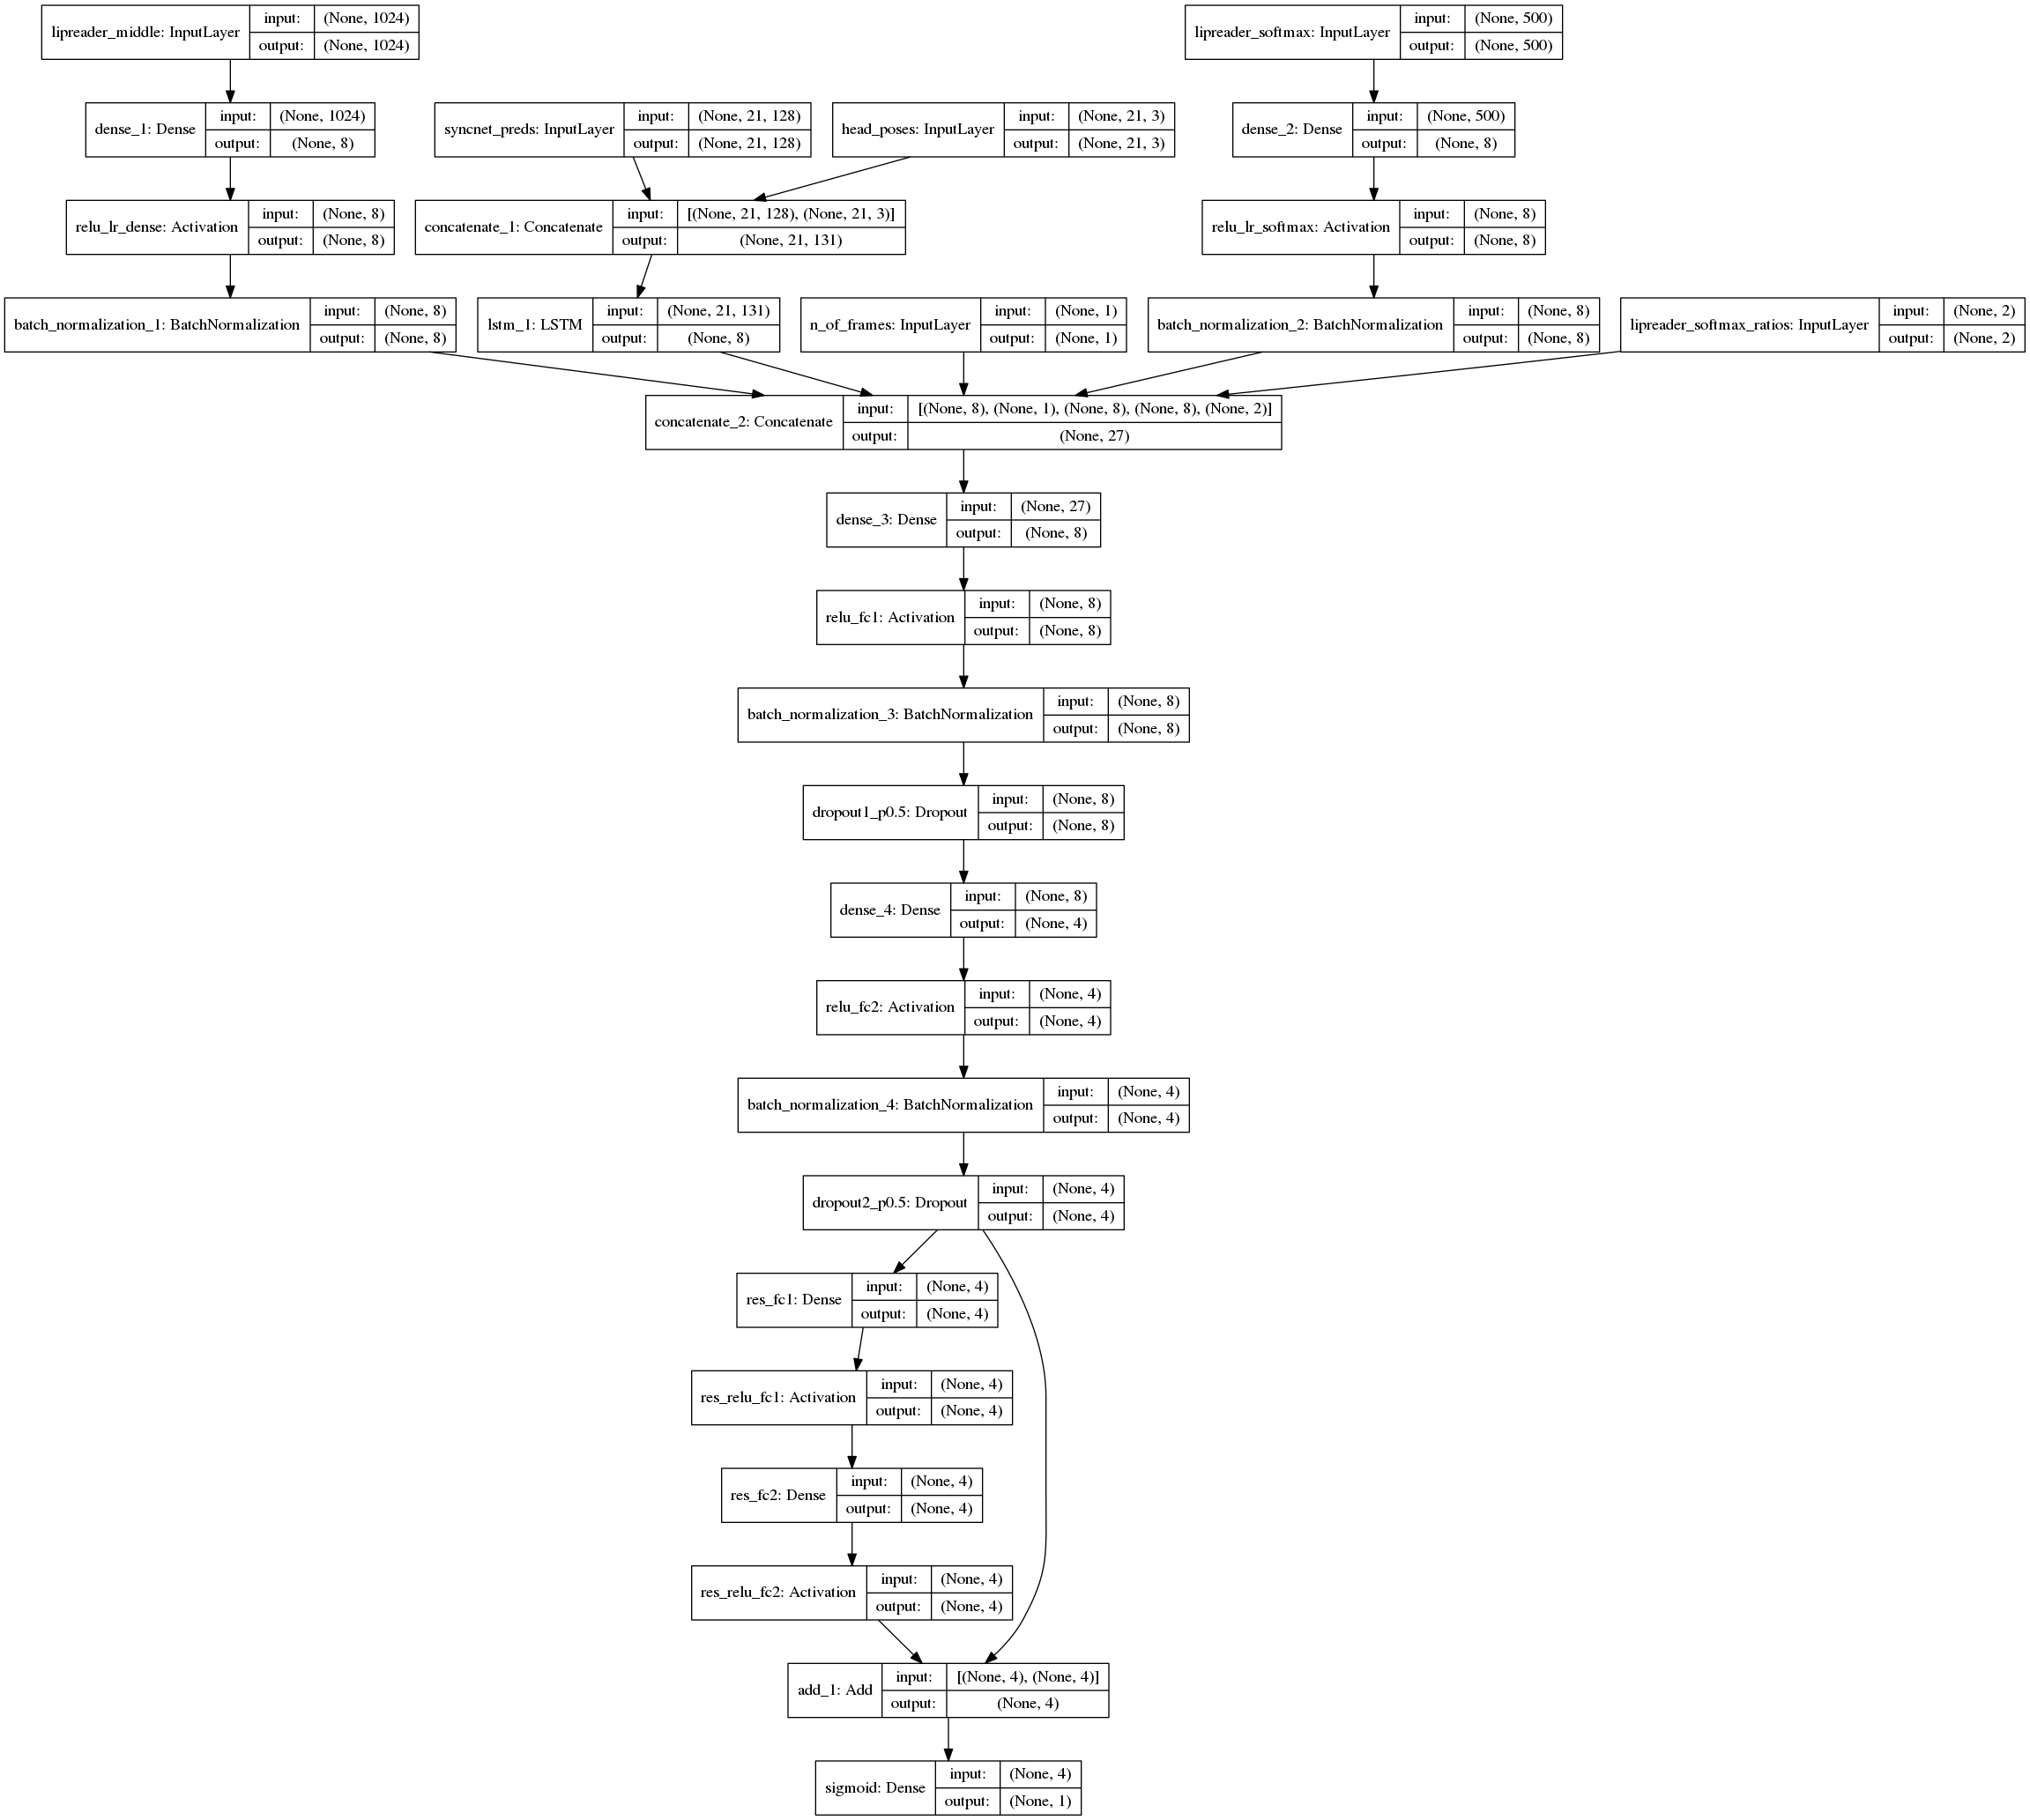 lipreader_middle: InputLayer input: (None, 1024)
output: (None, 1024)
lipreader_softmax: InputLayer input: (None, 500)
output: (None, 500)
dense_1: Dense input: (None, 1024)
output: (None, 8)
syncnet_preds: InputLayer input: (None, 21, 128)
output: (None, 21, 128)
head_poses: InputLayer input: (None, 21, 3)
output: (None, 21, 3)
dense_2: Dense input: (None, 500)
output: (None, 8)
relu_lr_dense: Activation input: (None, 8)
output: (None, 8)
concatenate_1: Concatenate input: [(None, 21, 128), (None, 21, 3)]
output: (None, 21, 131)
relu_lr_softmax: Activation input: (None, 8)
output: (None, 8)
batch_normalization_1: BatchNormalization input: (None, 8)
output: (None, 8)
lstm_1: LSTM input: (None, 21, 131)
output: (None, 8)
n_of_frames: InputLayer input: (None, 1)
output: (None, 1)
batch_normalization_2: BatchNormalization input: (None, 8)
output: (None, 8)
lipreader_softmax_ratios: InputLayer input: (None, 2)
output: (None, 2)
concatenate_2: Concatenate input: [(None, 8), (None, 1), (None, 8), (None, 8), (None, 2)]
output: (None, 27)
dense_3: Dense input: (None, 27)
output: (None, 8)
relu_fc1: Activation input: (None, 8)
output: (None, 8)
batch_normalization_3: BatchNormalization input: (None, 8)
output: (None, 8)
dropout1_p0.5: Dropout input: (None, 8)
output: (None, 8)
dense_4: Dense input: (None, 8)
output: (None, 4)
relu_fc2: Activation input: (None, 4)
output: (None, 4)
batch_normalization_4: BatchNormalization input: (None, 4)
output: (None, 4)
dropout2_p0.5: Dropout input: (None, 4)
output: (None, 4)
res_fc1: Dense input: (None, 4)
output: (None, 4)
res_relu_fc1: Activation input: (None, 4)
output: (None, 4)
res_fc2: Dense input: (None, 4)
output: (None, 4)
res_relu_fc2: Activation input: (None, 4)
output: (None, 4)
add_1: Add input: [(None, 4), (None, 4)]
output: (None, 4)
sigmoid: Dense input: (None, 4)
output: (None, 1)